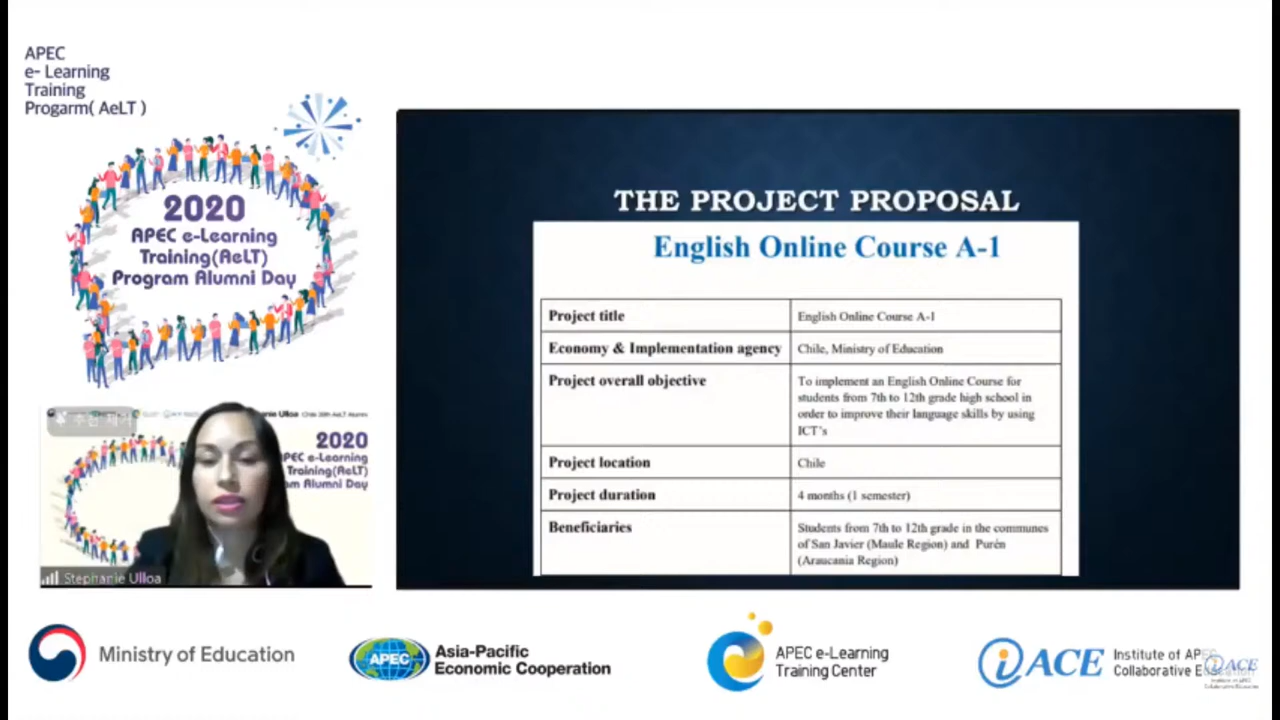 APEC
e- Learning
Training
Progarm( AeLT )
2020
APEC e-Learning
Training(AeLT)
Program Alumni Day
THE PROJECT PROPOSAL
English Online Course A-1
Project title
English Online Course A-1
Economy & Implementation agency
Chile, Ministry of Education
Project overall objective
To implement an English Online Course for
students from 7th to 12th grade high school in
order to improve their language skills by using
ICT's
Project location
Chile
Project duration
4 months (1 semester)
Beneficiaries
Students from 7th to 12th grade in the communes
of San Javier (Maule Region) and Purén
(Araucania Region)
Ulloa
2020
PEC e-Learning
Training(AeLT)
am Alumni Day
Stephanie Ulloa
Ministry of Education
APEC
Asia-Pacific
Economic Cooperation
APEC e-Learning
Training Center
iACE
Institute of APEC
Collaborative
iACE